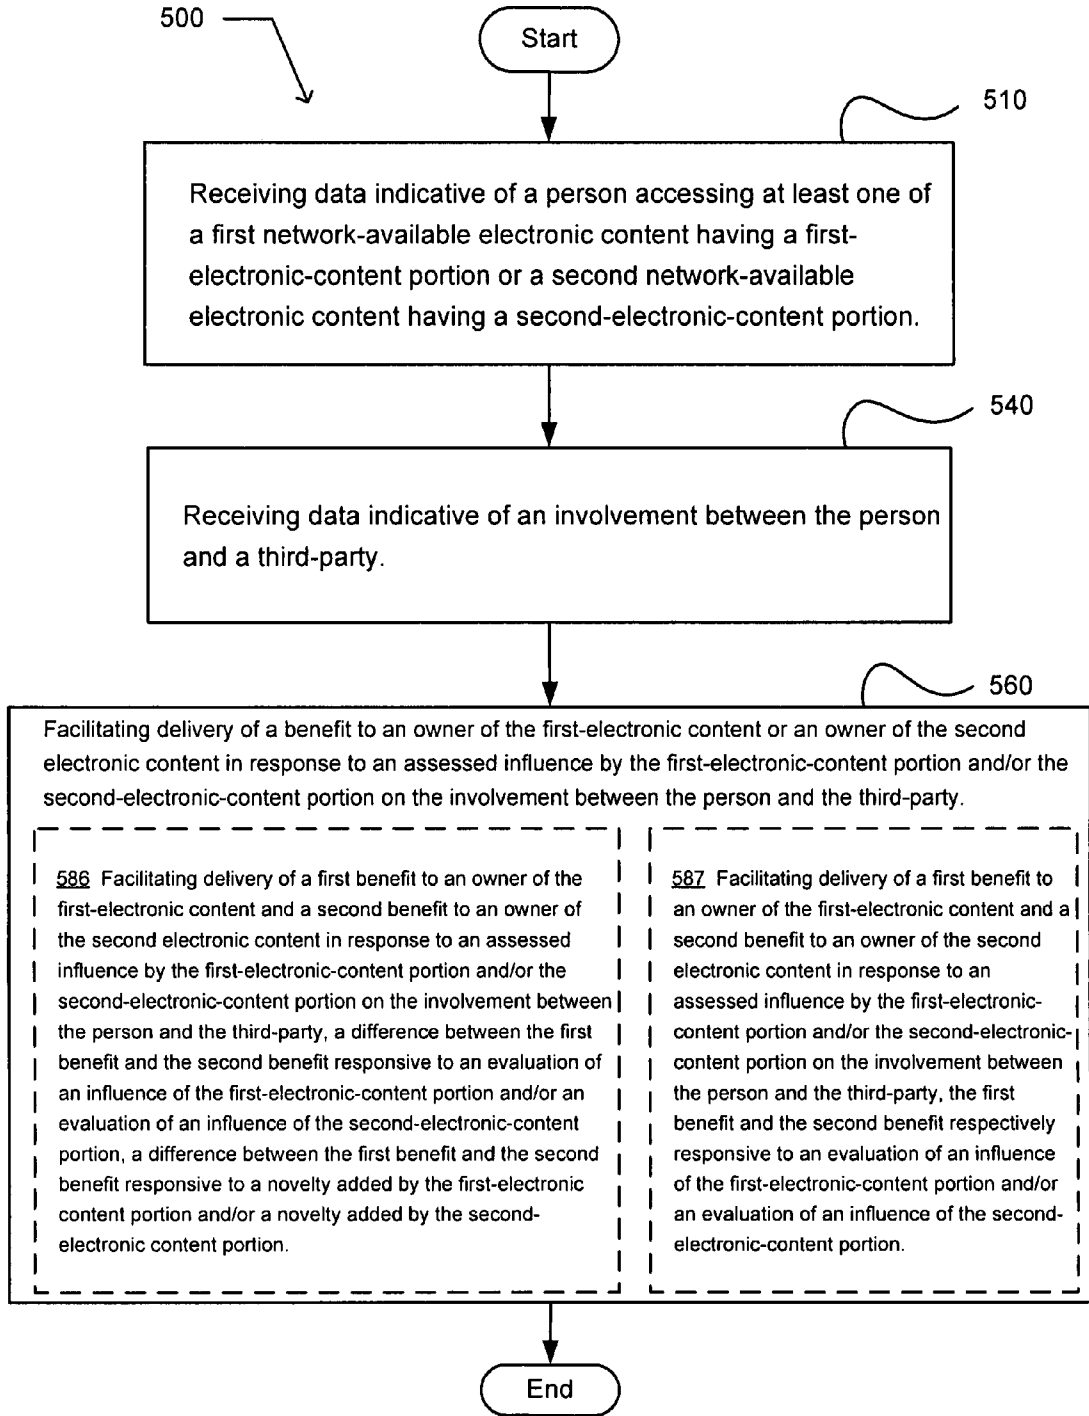 500
Start
510
Receiving data indicative of a person accessing at least one of
a first network-available electronic content having a first-
electronic-content portion or a second network-available
electronic content having a second-electronic-content portion.
540
Receiving data indicative of an involvement between the person
and a third-party.
560
Facilitating delivery of a benefit to an owner of the first-electronic content or an owner of the second
electronic content in response to an assessed influence by the first-electronic-content portion and/or the
second-electronic-content portion on the involvement between the person and the third-party.
586 Facilitating delivery of a first benefit to an owner of the
first-electronic content and a second benefit to an owner of
the second electronic content in response to an assessed
influence by the first-electronic-content portion and/or the
second-electronic-content portion on the involvement between
the person and the third-party, a difference between the first
benefit and the second benefit responsive to an evaluation of
an influence of the first-electronic-content portion and/or an
evaluation of an influence of the second-electronic-content
portion, a difference between the first benefit and the second
benefit responsive to a novelty added by the first-electronic
content portion and/or a novelty added by the second-
electronic content portion.
587 Facilitating delivery of a first benefit to
an owner of the first-electronic content and a
second benefit to an owner of the second
electronic content in response to an
assessed influence by the first-electronic-
content portion and/or the second-electronic-
content portion on the involvement between
the person and the third-party, the first
benefit and the second benefit respectively
responsive to an evaluation of an influence
of the first-electronic-content portion and/or
an evaluation of an influence of the second-
electronic-content portion.
End